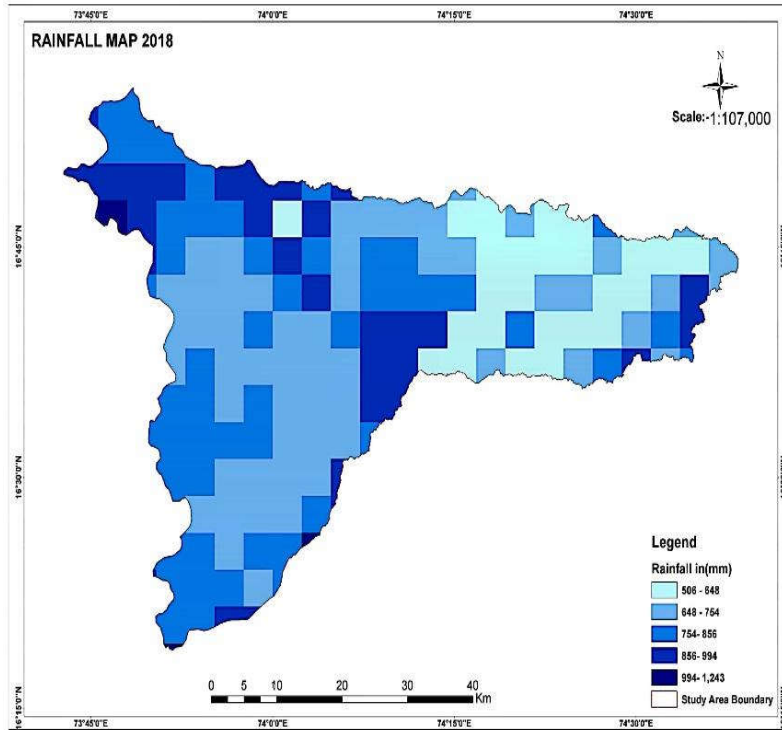 73°45'0"E 74°0'0"E 74°15'0"E 74°30'0"E
RAINFALL MAP 2018
N
Scale:-1:107,000
16°45'0"N
16°30'0"N
16°15'0"N
Legend
Rainfall in(mm)
506 - 648
648 - 754
754- 856
856- 994
994- 1,243
Study Area Boundary
0 5 10 20 30 40
Km
73°45'0"E 74°0'0"E 74°15'0"E 74°30'0"E